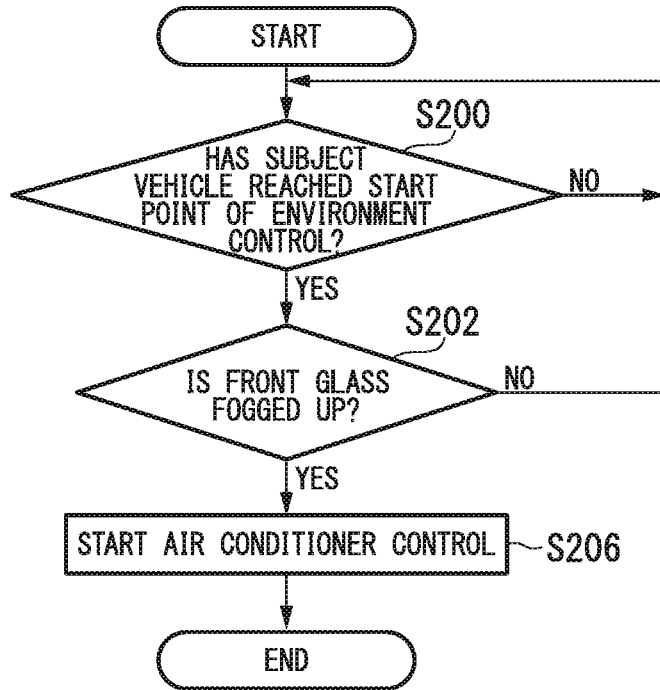 START
S200
HAS SUBJECT
VEHICLE REACHED START
POINT OF ENVIRONMENT
CONTROL?
NO
YES
S202
IS FRONT GLASS
FOGGED UP?
NO
YES
START AIR CONDITIONER CONTROL
S206
END